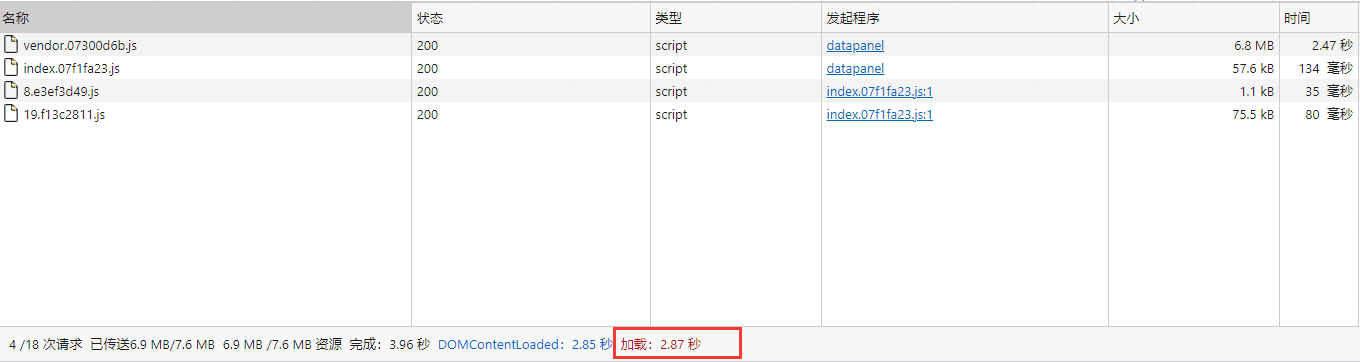 名称 状态 类型 发起程序 大小 时间
vendor.07300d6b.js 200 script datapanel 6.8 MB 2.47 秒
index.07f1fa23.js 200 script datapanel 57.6 kB 134 毫秒
8.e3ef3d49.js 200 script index.07f1fa23.js:1 1.1 kB 35 毫秒
19.f13c2811.js 200 script index.07f1fa23.js:1 75.5 kB 80 毫秒
4 /18 次请求 已传送6.9 MB/7.6 MB 6.9 MB /7.6 MB 资源 完成：3.96 秒 DOMContentLoaded：2.85 秒 加载：2.87 秒